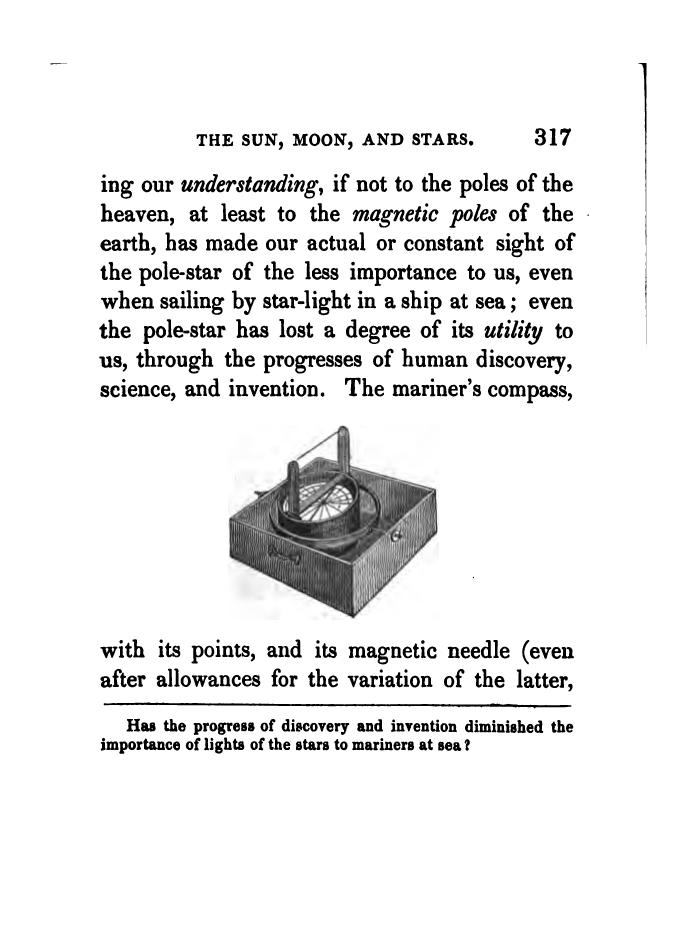 THE SUN, MOON, AND STARS. 317
ing our understanding, if not to the poles of the
heaven, at least to the magnetic poles of the
earth, has made our actual or constant sight of
the pole-star of the less importance to us, even
when sailing by star-light in a ship at sea; even
the pole-star has lost a degree of its utility to
us, through the progresses of human discovery,
science, and invention. The mariner's compass,
with its points, and its magnetic needle (even
after allowances for the variation of the latter,
Has the progress of discovery and invention diminished the
importance of lights of the stars to mariners at sea?